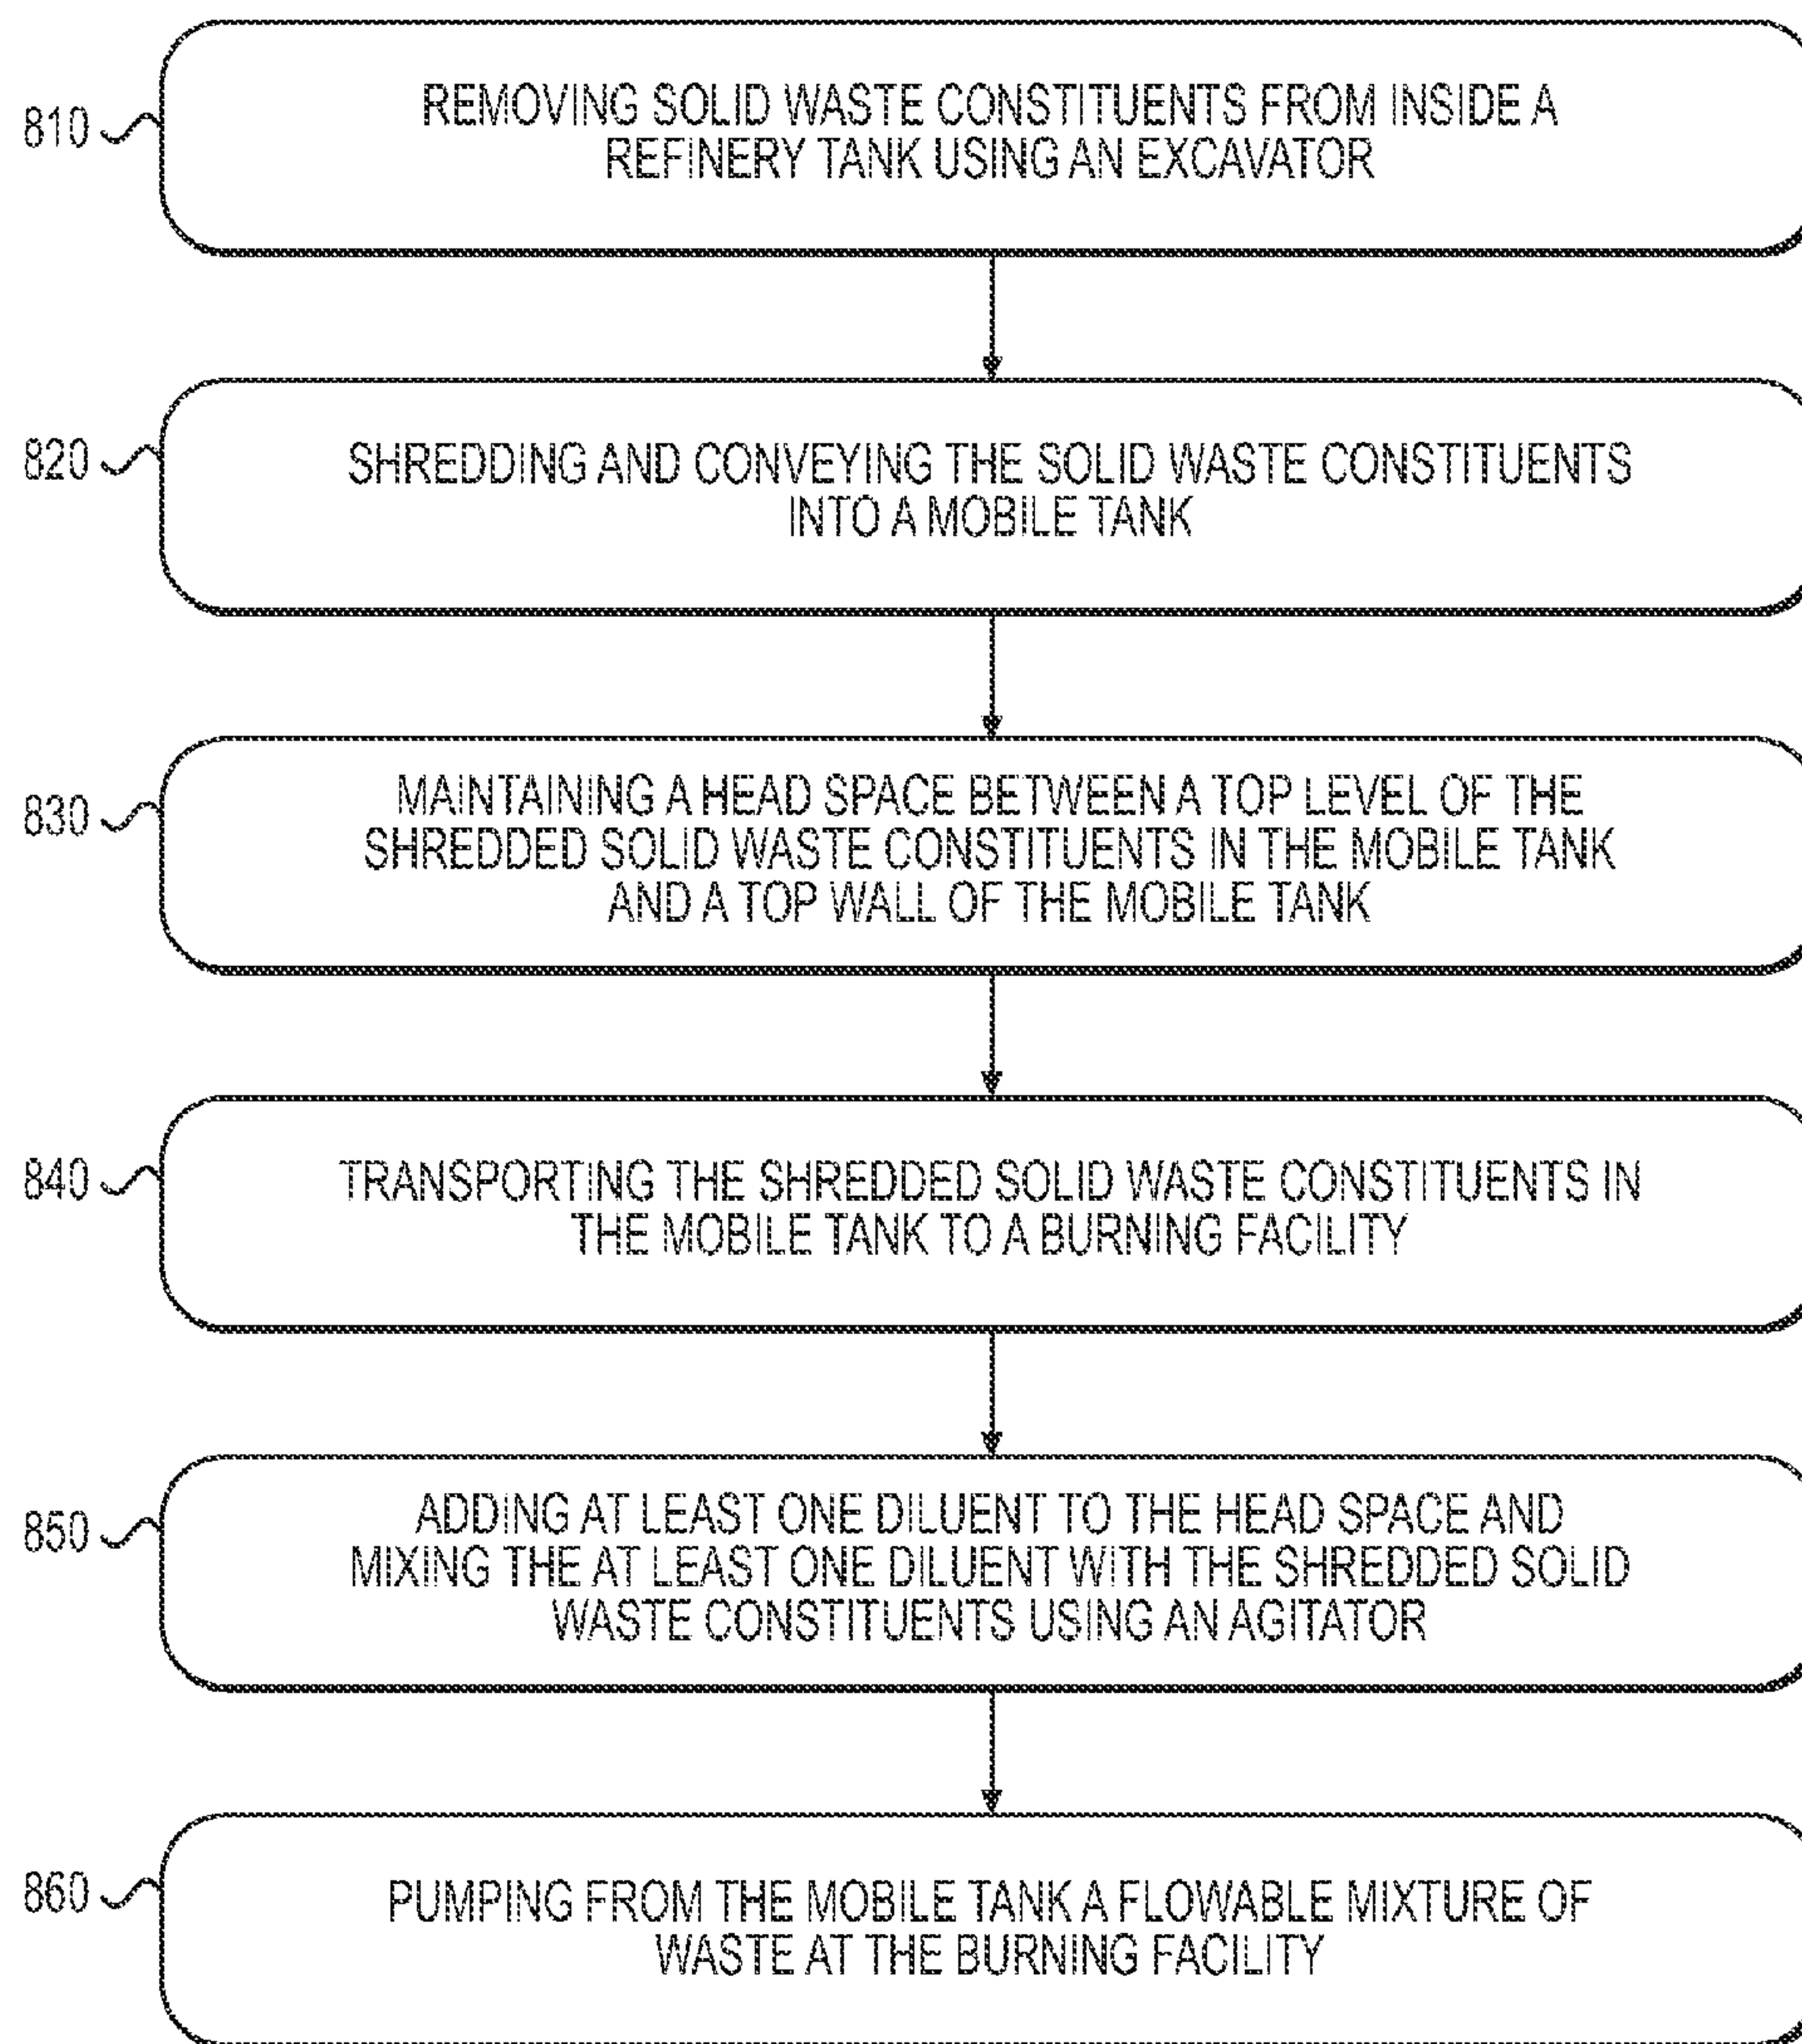 810
REMOVING SOLID WASTE CONSTITUENTS FROM INSIDE A
REFINERY TANK USING AN EXCAVATOR
820
SHREDDING AND CONVEYING THE SOLID WASTE CONSTITUENTS
INTO A MOBILE TANK
830
MAINTAINING A HEAD SPACE BETWEEN A TOP LEVEL OF THE
SHREDDED SOLID WASTE CONSTITUENTS IN THE MOBILE TANK
AND A TOP WALL OF THE MOBILE TANK
840
TRANSPORTING THE SHREDDED SOLID WASTE CONSTITUENTS IN
THE MOBILE TANK TO A BURNING FACILITY
850
ADDING AT LEAST ONE DILUENT TO THE HEAD SPACE AND
MIXING THE AT LEAST ONE DILUENT WITH THE SHREDDED SOLID
WASTE CONSTITUENTS USING AN AGITATOR
860
PUMPING FROM THE MOBILE TANK A FLOWABLE MIXTURE OF
WASTE AT THE BURNING FACILITY